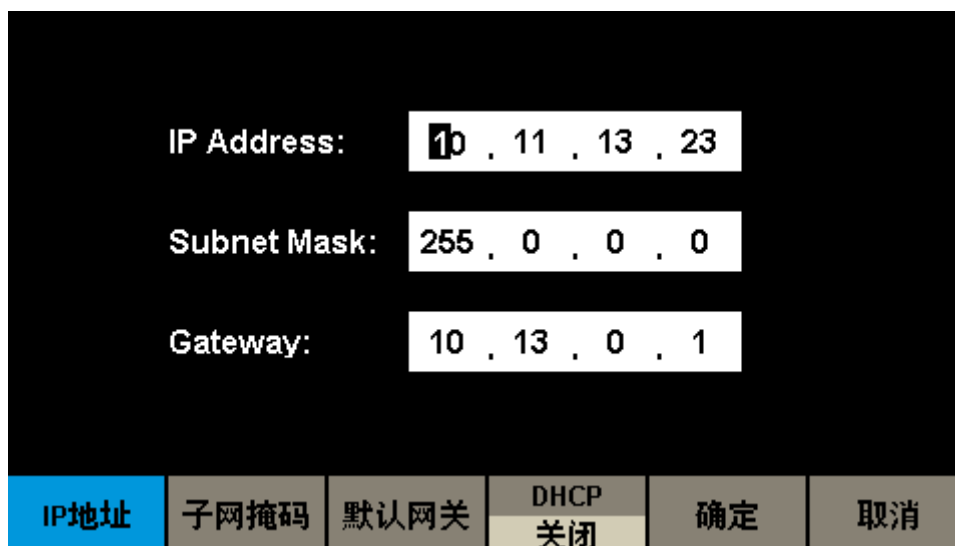 IP Address: 10 . 11 . 13 . 23
Subnet Mask: 255 . 0 . 0 . 0
Gateway: 10 . 13 . 0 . 1
IP地址 子网掩码 默认网关 DHCP 确定 取消
关闭